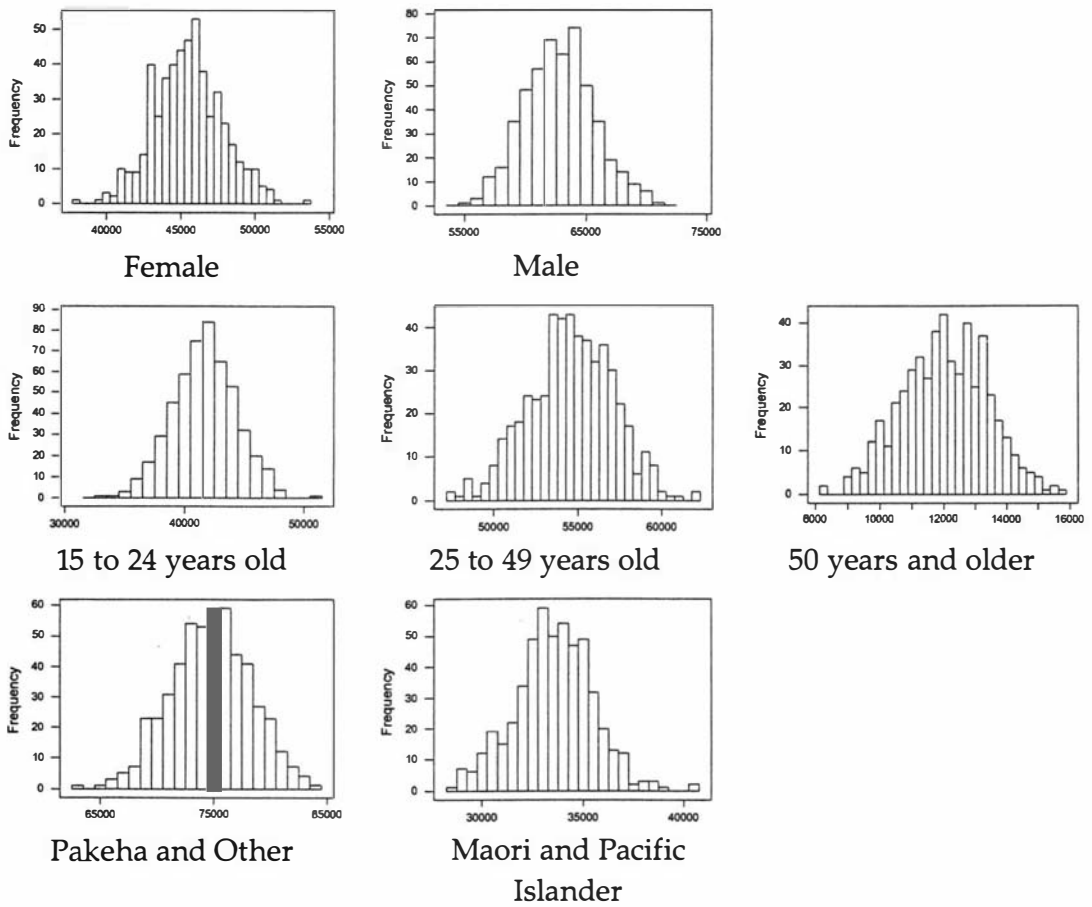 50
40
30
20
10
0
Frequency
40000 45000 50000 55000
Female
80
70
60
50
40
30
20
10
0
Frequency
55000 65000 75000
Male
90
80
70
60
50
40
30
20
10
0
Frequency
30000 40000 50000
15 to 24 years old
40
30
20
10
0
Frequency
50000 55000 60000
25 to 49 years old
40
30
20
10
0
Frequency
8000 10000 12000 14000 16000
50 years and older
60
50
40
30
20
10
0
Frequency
65000 75000 85000
Pakeha and Other
60
50
40
30
20
10
0
Frequency
30000 35000 40000
Maori and Pacific
Islander